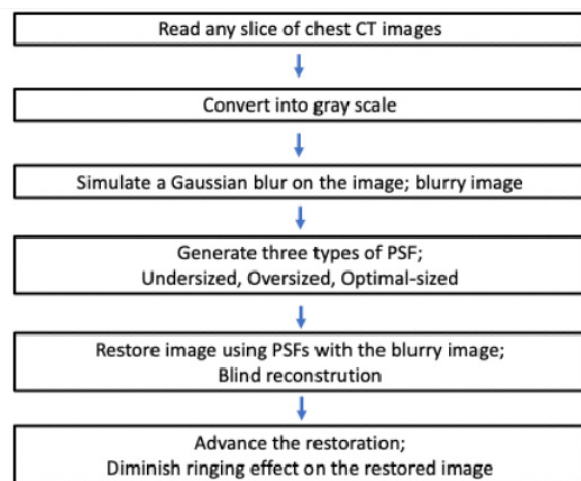 Read any slice of chest CT images
Convert into gray scale
Simulate a Gaussian blur on the image; blurry image
Generate three types of PSF;
Undersized, Oversized, Optimal-sized
Restore image using PSFs with the blurry image;
Blind reconstrution
Advance the restoration;
Diminish ringing effect on the restored image